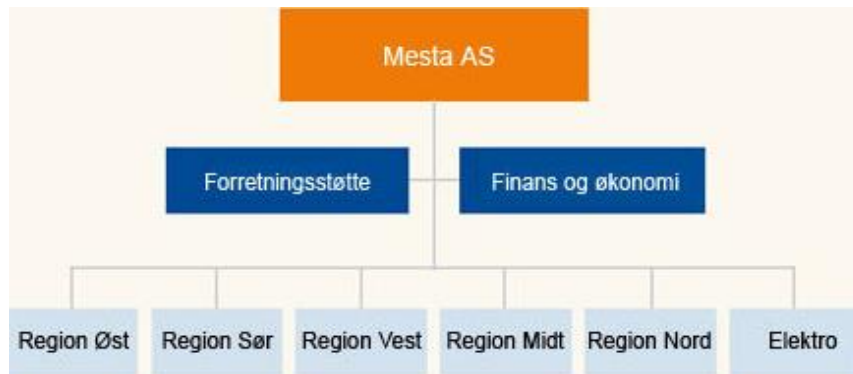 Mesta AS
Forretningsstøtte
Finans og økonomi
Region Øst
Region Sør
Region Vest
Region Midt
Region Nord
Elektro